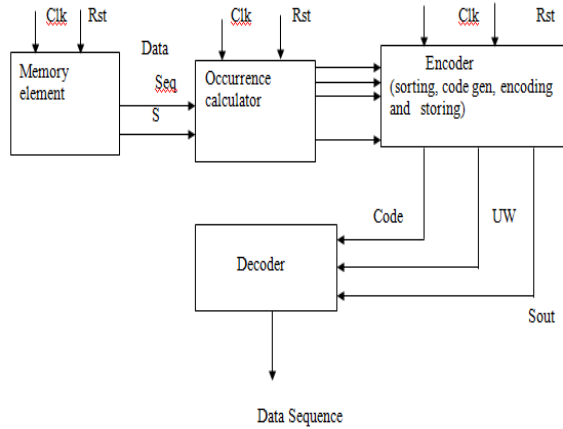 Clk Rst
Clk Rst
Clk Rst
Data
Memory
element
Seq
S
Occurrence
calculator
Encoder
(sorting, code gen, encoding
and storing)
Code
UW
Decoder
Sout
Data Sequence